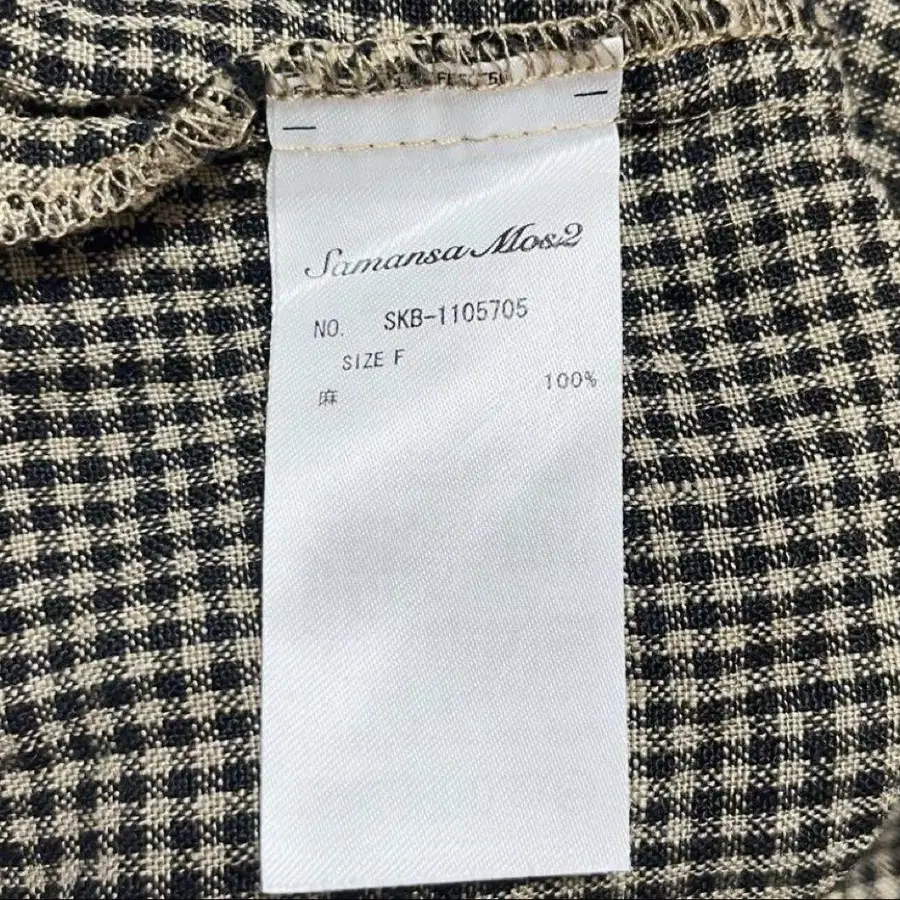 Samansa Mos2
NO. SKB-1105705
SIZE F
麻 100%